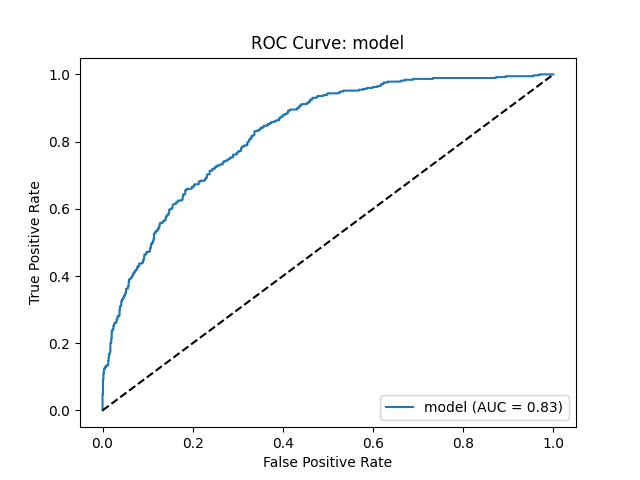 ROC Curve: model
True Positive Rate
1.0
0.8
0.6
0.4
0.2
0.0
model (AUC = 0.83)
0.0 0.2 0.4 0.6 0.8 1.0
False Positive Rate